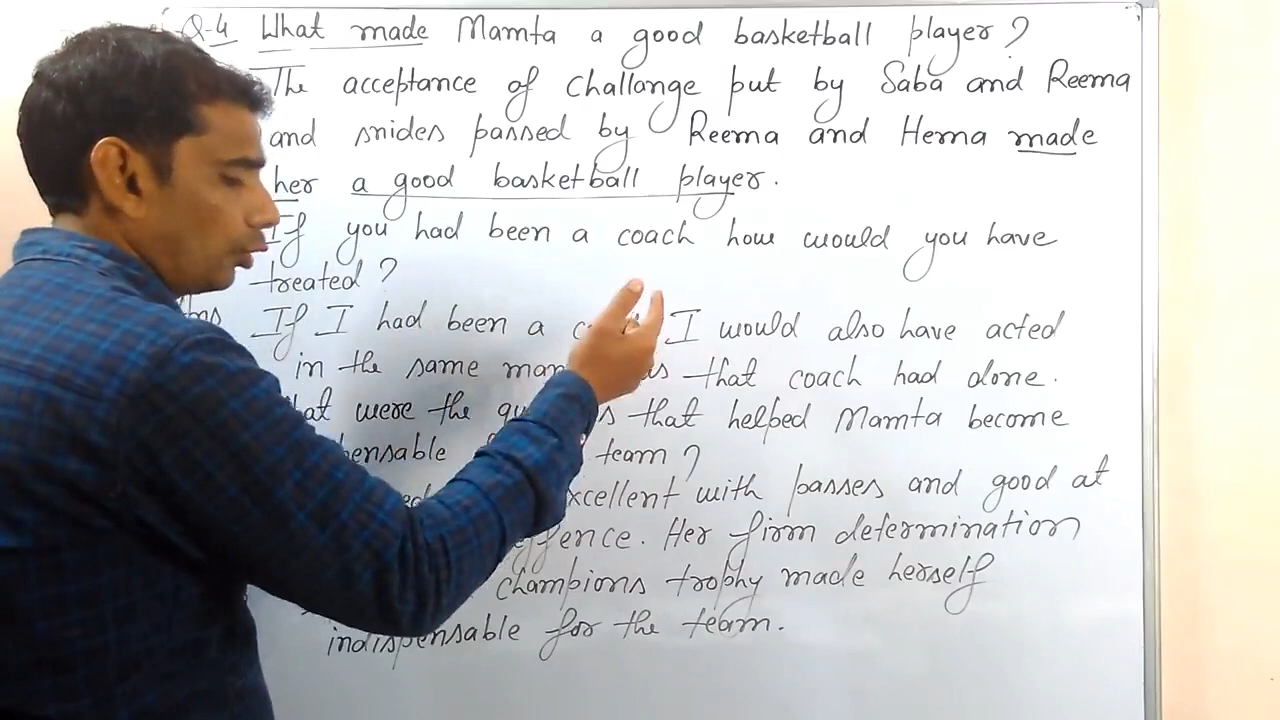 Q-4 What made Mamta a good basketball player?
The acceptance of challange put by Saba and Reema
and snides passed by Reema and Hema made
her a good basketball player.
If you had been a coach how would you have
treated?
Ans If I had been a I would also have acted
in the same that coach had done.
were the that helped Mamta become
team?
excellent with passes and good at
Her firm determination
champions trophy made herself
indispensable for the team.